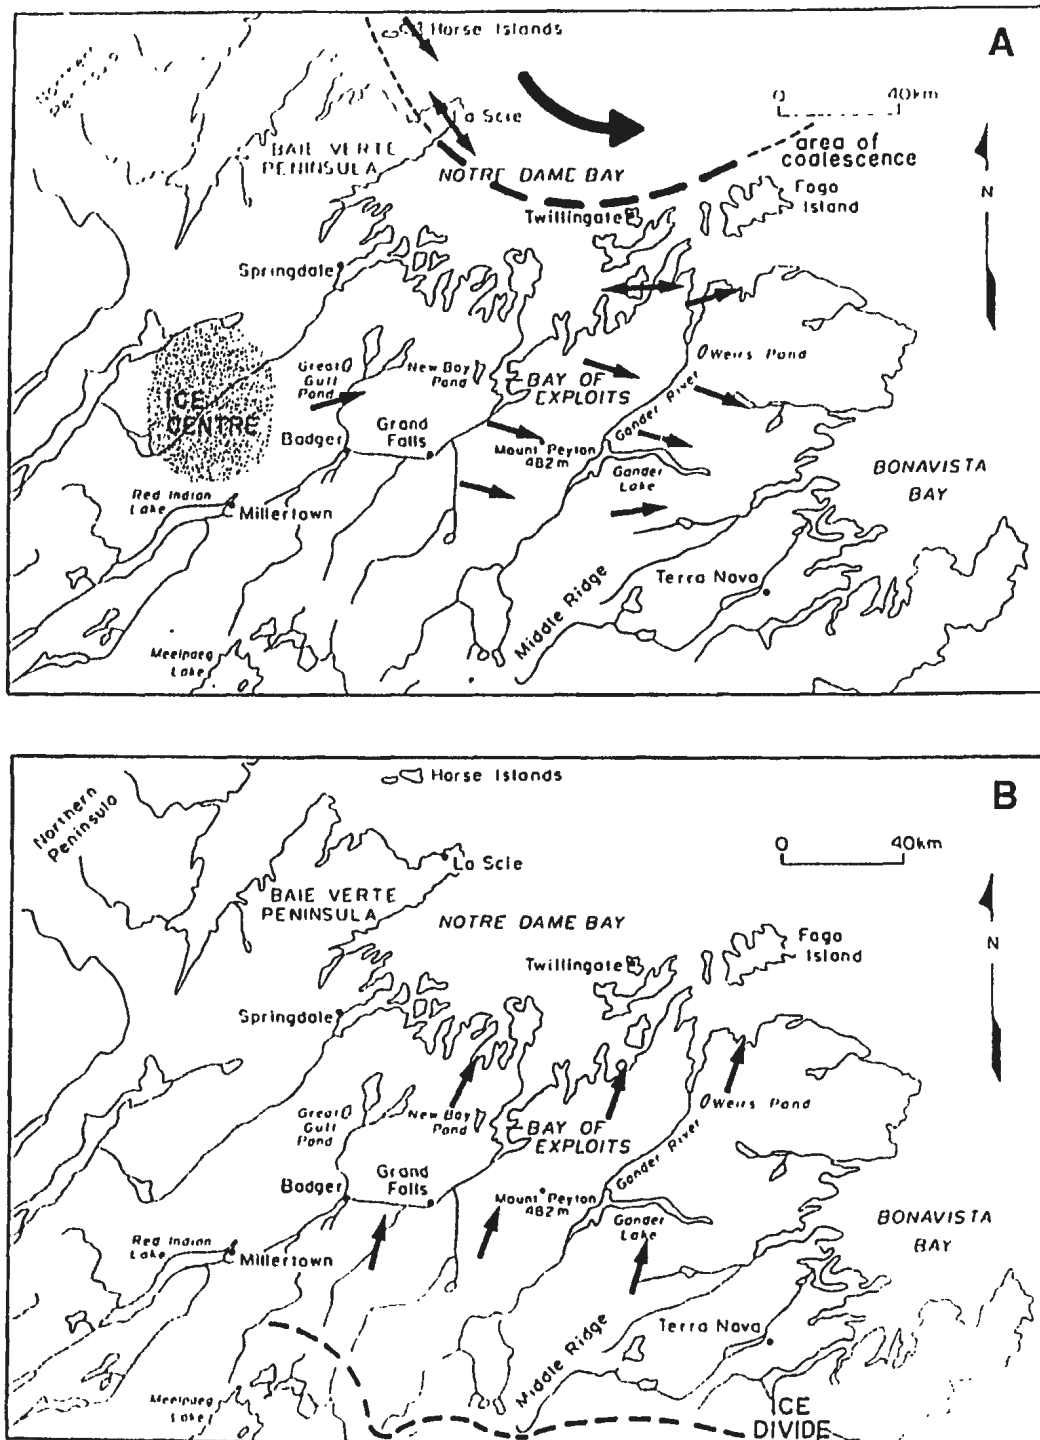 A
Horse Islands
Northern
Peninsula
0 40km
La Scie
area of
coalescence
BAIE VERTE
PENINSULA
NOTRE DAME BAY
Fogo
Island
N
Twillingate
Springdale
Great
Gull
Pond
New Bay
Pond
BAY OF
EXPLOITS
Weirs Pond
ICE
CENTRE
Grand
Falls
Badger
Gander River
Mount Peyton
482m
Gander
Lake
BONAVISTA
BAY
Red Indian
Lake
Millertown
Terra Nova
Middle Ridge
Meelpaeg
Lake
B
Horse Islands
Northern
Peninsula
0 40km
La Scie
BAIE VERTE
PENINSULA
NOTRE DAME BAY
Fogo
Island
N
Twillingate
Springdale
Great
Gull
Pond
New Bay
Pond
BAY OF
EXPLOITS
Weirs Pond
Grand
Falls
Badger
Gander River
Mount Peyton
482m
Gander
Lake
BONAVISTA
BAY
Red Indian
Lake
Millertown
Terra Nova
Middle Ridge
Meelpaeg
Lake
ICE
DIVIDE